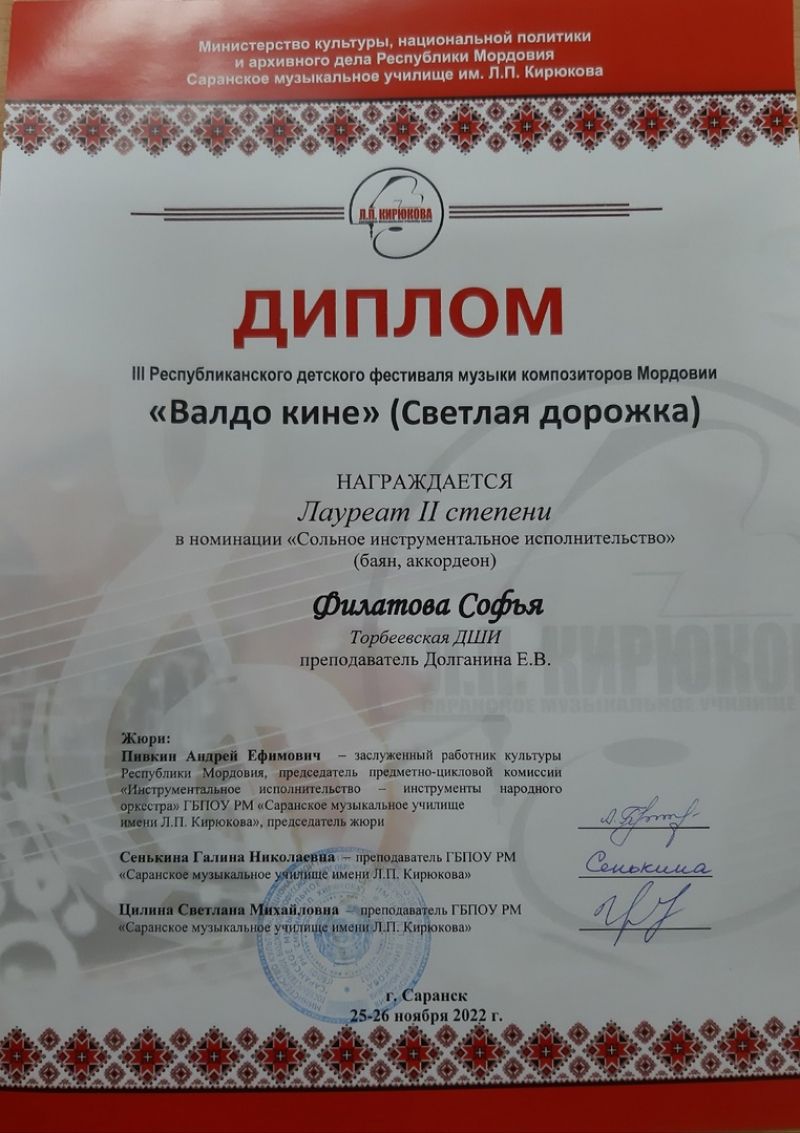 Министерство культуры, национальной политики
и архивного дела Республики Мордовия
Саранское музыкальное училище им. Л.П. Кирюкова
Л.П. КИРЮКОВА
ДИПЛОМ
III Республиканского детского фестиваля музыки композиторов Мордовии
«Валдо кине» (Светлая дорожка)
НАГРАЖДАЕТСЯ
Лауреат II степени
в номинации «Сольное инструментальное исполнительство»
(баян, аккордеон)
Филатова Софья
Торбеевская ДШИ
преподаватель Долганина Е.В.
Жюри:
Пивкин Андрей Ефимович – заслуженный работник культуры
Республики Мордовия, председатель предметно-цикловой комиссии
«Инструментальное исполнительство – инструменты народного
оркестра» ГБПОУ РМ «Саранское музыкальное училище
имени Л.П. Кирюкова», председатель жюри
Сенькина Галина Николаевна – преподаватель ГБПОУ РМ
Сенькина
«Саранское музыкальное училище имени Л.П. Кирюкова»
Цилина Светлана Михайловна – преподаватель ГБПОУ РМ
«Саранское музыкальное училище имени Л.П. Кирюкова»
г. Саранск
25-26 ноября 2022 г.